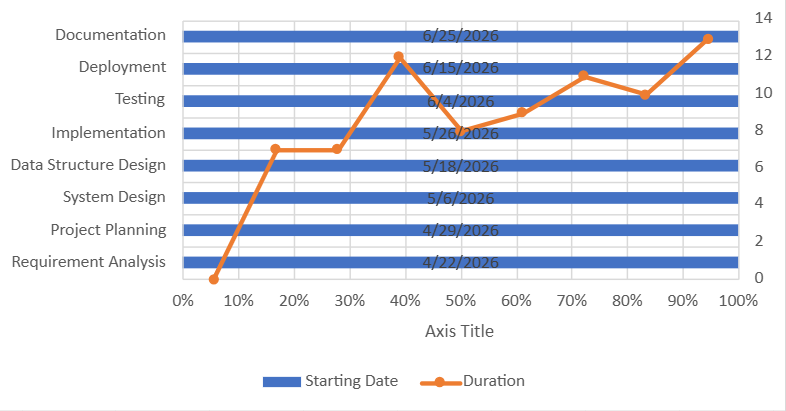 14
Documentation 6/25/2026
12
Deployment 6/15/2026
10
Testing 6/4/2026
8
Implementation 5/26/2026
6
Data Structure Design 5/18/2026
4
System Design 5/6/2026
2
Project Planning 4/29/2026
Requirement Analysis 4/22/2026
0
0% 10% 20% 30% 40% 50% 60% 70% 80% 90% 100%
Axis Title
Starting Date Duration